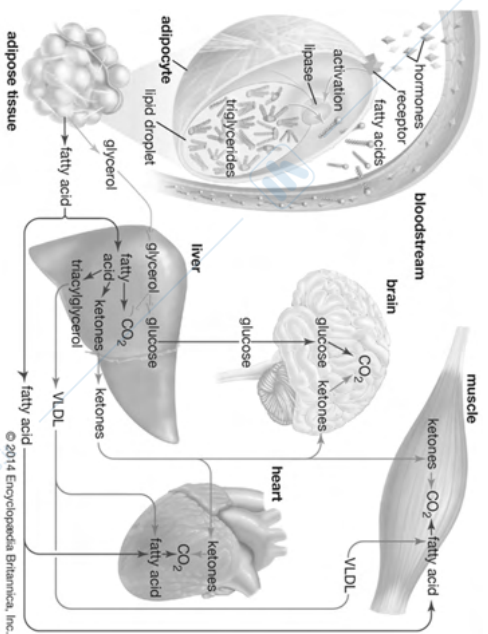 hormones
receptor
fatty acids
activation
lipase
adipocyte
triglycerides
lipid droplet
bloodstream
adipose tissue
fatty acid
glycerol
liver
glycerol
glucose
fatty
acid
CO2
ketones
triacylglycerol
glucose
brain
glucose
CO2
ketones
ketones
VLDL
fatty acid
heart
ketones
CO2
fatty acid
muscle
ketones
CO2
fatty acid
VLDL
© 2014 Encyclopædia Britannica, Inc.